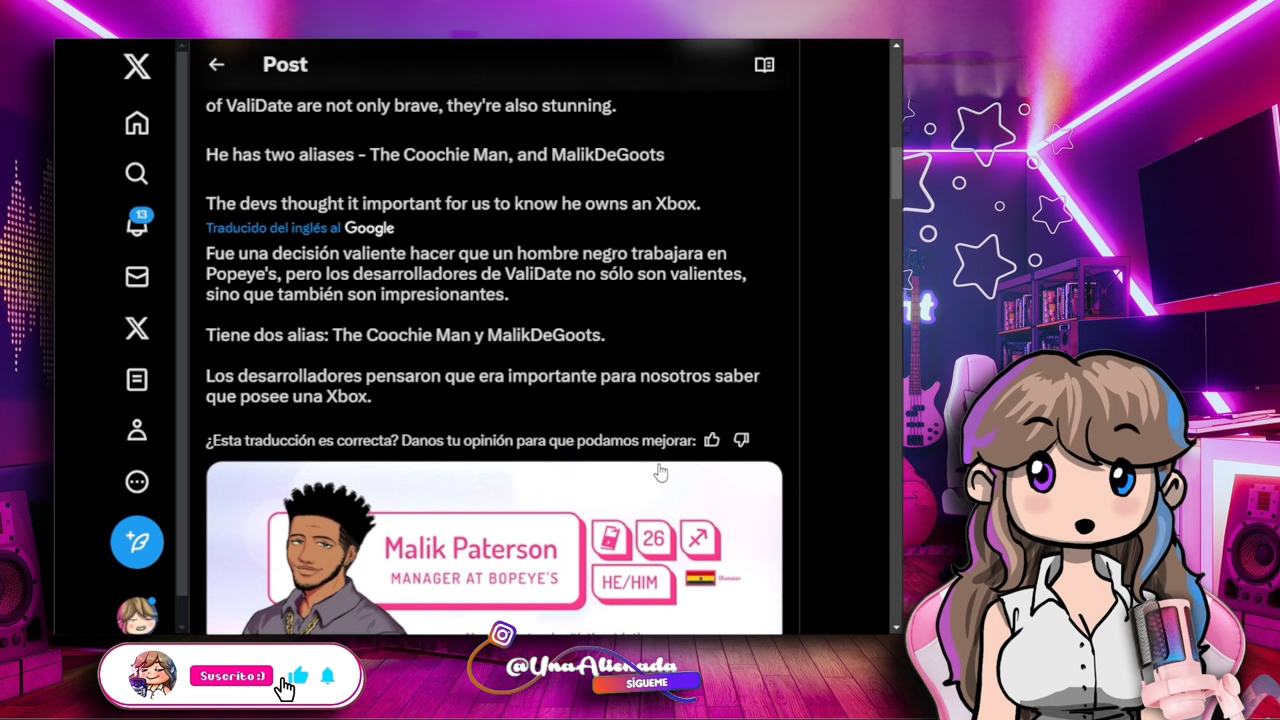 Post
of ValiDate are not only brave, they're also stunning.
He has two aliases - The Coochie Man, and MalikDeGoots
The devs thought it important for us to know he owns an Xbox.
13
Traducido del inglés al Google
Fue una decisión valiente hacer que un hombre negro trabajara en
Popeye's, pero los desarrolladores de ValiDate no sólo son valientes,
sino que también son impresionantes.
Tiene dos alias: The Coochie Man y MalikDeGoots.
Los desarrolladores pensaron que era importante para nosotros saber
que posee una Xbox.
¿Esta traducción es correcta? Danos tu opinión para que podamos mejorar:
Malik Paterson
26
MANAGER AT BOPEYE'S
HE/HIM
Suscrito :)
@UnaAlienada
SÍGUEME